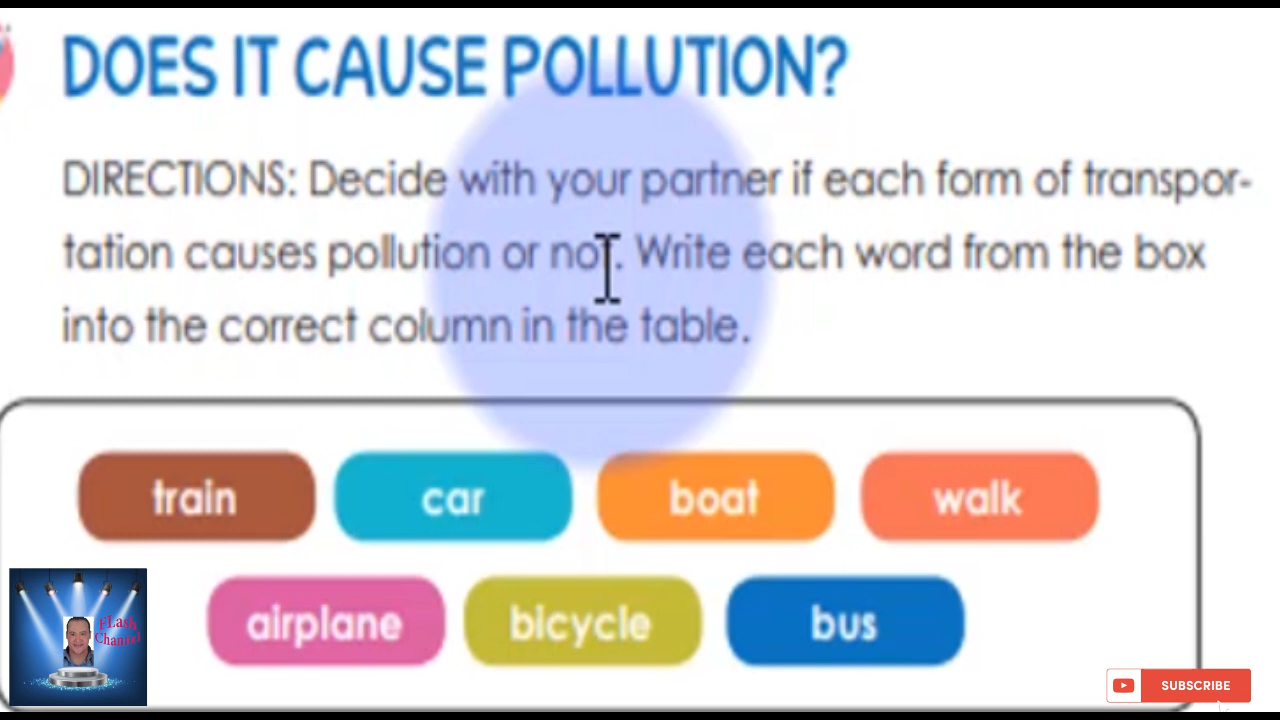 DOES IT CAUSE POLLUTION?
DIRECTIONS: Decide with your partner if each form of transpor-
tation causes pollution or not. Write each word from the box
into the correct column in the table.
train car boat walk
airplane bicycle bus
FLash
Channel
SUBSCRIBE